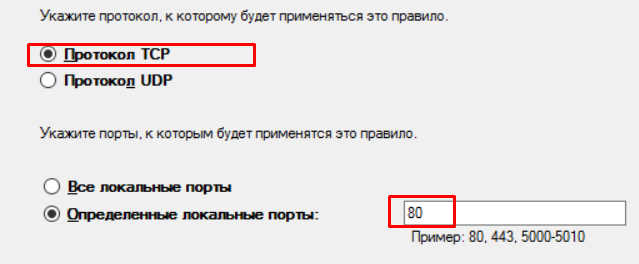 Укажите протокол, к которому будет применяться это правило.
Протокол TCP
Протокол UDP
Укажите порты, к которым будет применятся это правило.
Все локальные порты
Определенные локальные порты: 80
Пример: 80, 443, 5000-5010